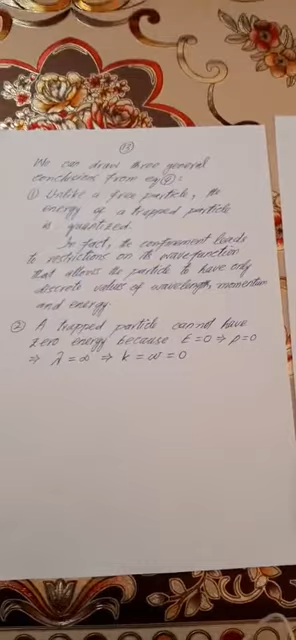 (13)
We can draw three general
conclusions from eq②:
① Unlike a free particle, the
energy of a trapped particle
is quantized.
In fact, the confinement leads
to restrictions on its wavefunction
that allows the particle to have only
discrete values of wavelength, momentum
and energy.
② A trapped particle cannot have
zero energy because E=0 ⇒ p=0
⇒ λ = ∞ ⇒ k = ω = 0